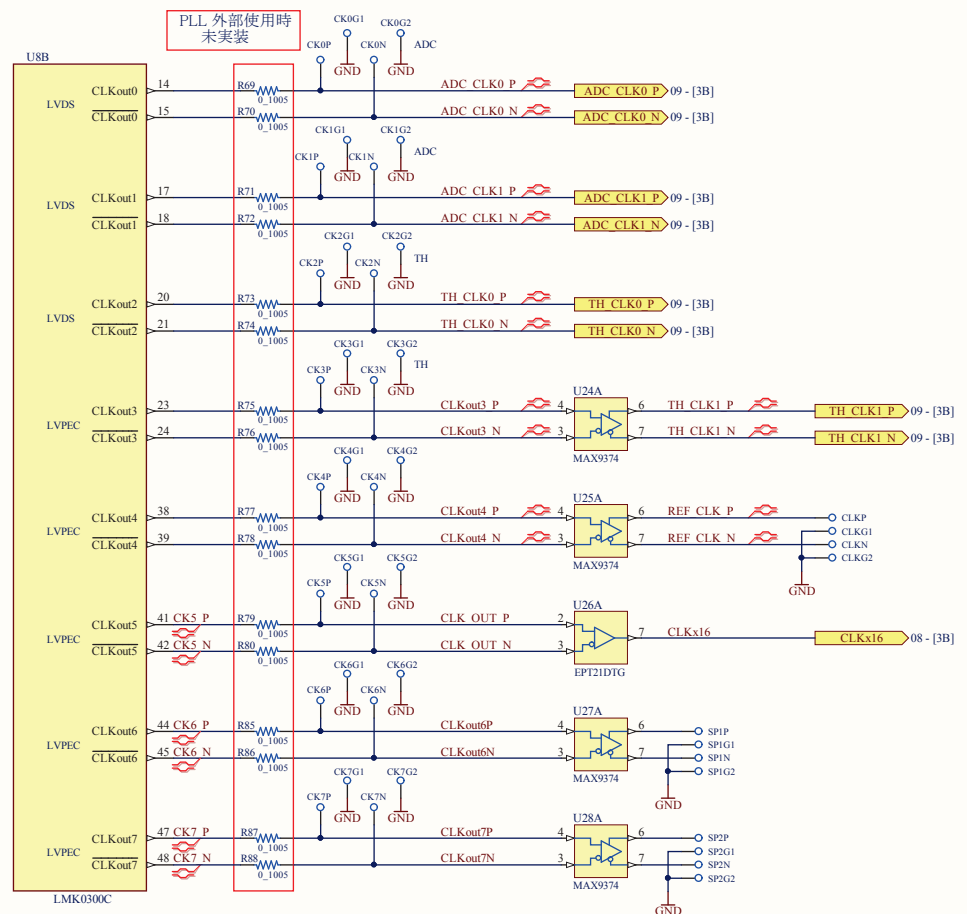 PLL 外部使用時
未実装
U8B
CK0G1
CK0G2
CK0P
CK0N
ADC
GND
GND
LVDS
CLKout0
14
R69
0_1005
ADC_CLK0_P
ADC_CLK0_P
09 - [3B]
CLKout0
15
R70
0_1005
ADC_CLK0_N
ADC_CLK0_N
09 - [3B]
CK1G1
CK1G2
CK1P
CK1N
ADC
GND
GND
LVDS
CLKout1
17
R71
0_1005
ADC_CLK1_P
ADC_CLK1_P
09 - [3B]
CLKout1
18
R72
0_1005
ADC_CLK1_N
ADC_CLK1_N
09 - [3B]
CK2G1
CK2G2
CK2P
CK2N
TH
GND
GND
LVDS
CLKout2
20
R73
0_1005
TH_CLK0_P
TH_CLK0_P
09 - [3B]
CLKout2
21
R74
0_1005
TH_CLK0_N
TH_CLK0_N
09 - [3B]
CK3G1
CK3G2
CK3P
CK3N
TH
GND
GND
LVPEC
CLKout3
23
R75
0_1005
CLKout3_P
4
U24A
6
TH_CLK1_P
TH_CLK1_P
09 - [3B]
CLKout3
24
R76
0_1005
CLKout3_N
3
7
TH_CLK1_N
TH_CLK1_N
09 - [3B]
MAX9374
CK4G1
CK4G2
CK4P
CK4N
GND
GND
LVPEC
CLKout4
38
R77
0_1005
CLKout4_P
4
U25A
6
REF_CLK_P
CLKP
CLKG1
CLKout4
39
R78
0_1005
CLKout4_N
3
7
REF_CLK_N
CLKN
CLKG2
MAX9374
GND
CK5G1
CK5G2
CK5P
CK5N
GND
GND
LVPEC
CLKout5
41
CK5_P
R79
0_1005
CLK_OUT_P
2
U26A
7
CLKx16
CLKx16
08 - [3B]
CLKout5
42
CK5_N
R80
0_1005
CLK_OUT_N
3
EPT21DTG
CK6G1
CK6G2
CK6P
CK6N
GND
GND
LVPEC
CLKout6
44
CK6_P
R85
0_1005
CLKout6P
4
U27A
6
SP1P
SP1G1
CLKout6
45
CK6_N
R86
0_1005
CLKout6N
3
7
SP1N
SP1G2
MAX9374
GND
CK7G1
CK7G2
CK7P
CK7N
GND
GND
LVPEC
CLKout7
47
CK7_P
R87
0_1005
CLKout7P
4
U28A
6
SP2P
SP2G1
CLKout7
48
CK7_N
R88
0_1005
CLKout7N
3
7
SP2N
SP2G2
MAX9374
GND
LMK0300C